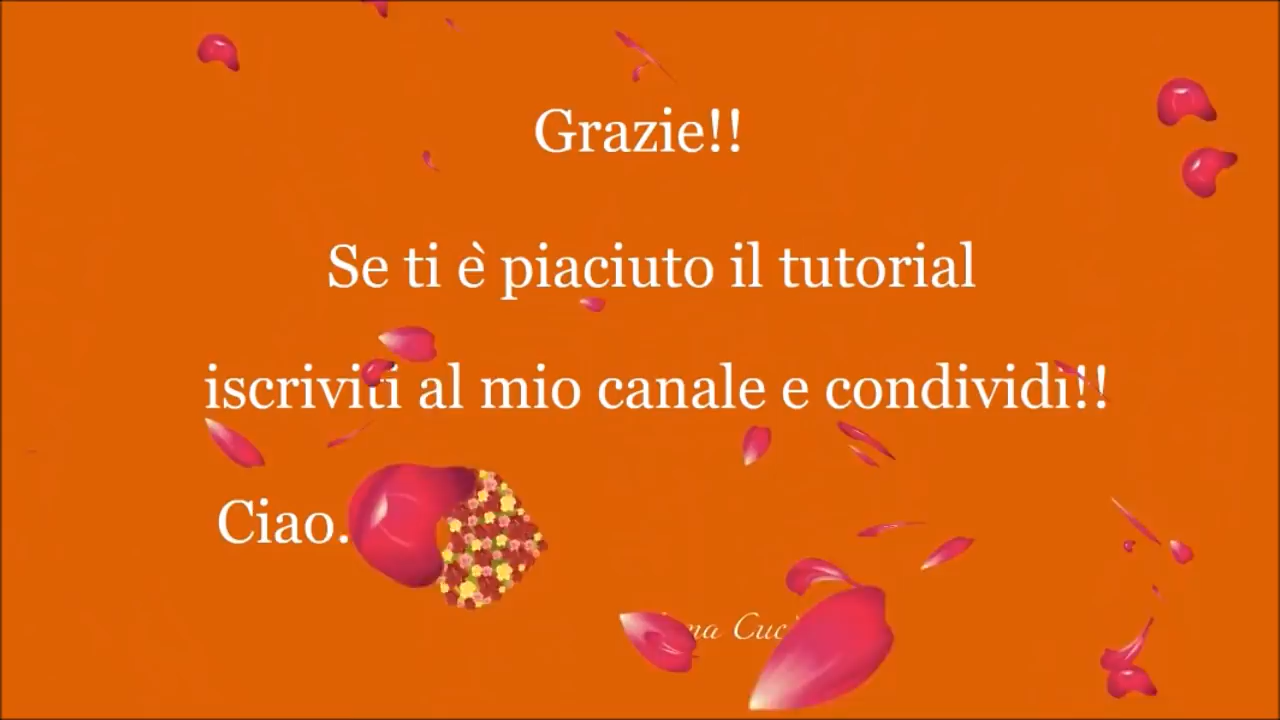 Grazie!!
Se ti è piaciuto il tutorial
iscriviti al mio canale e condividi!!
Ciao.